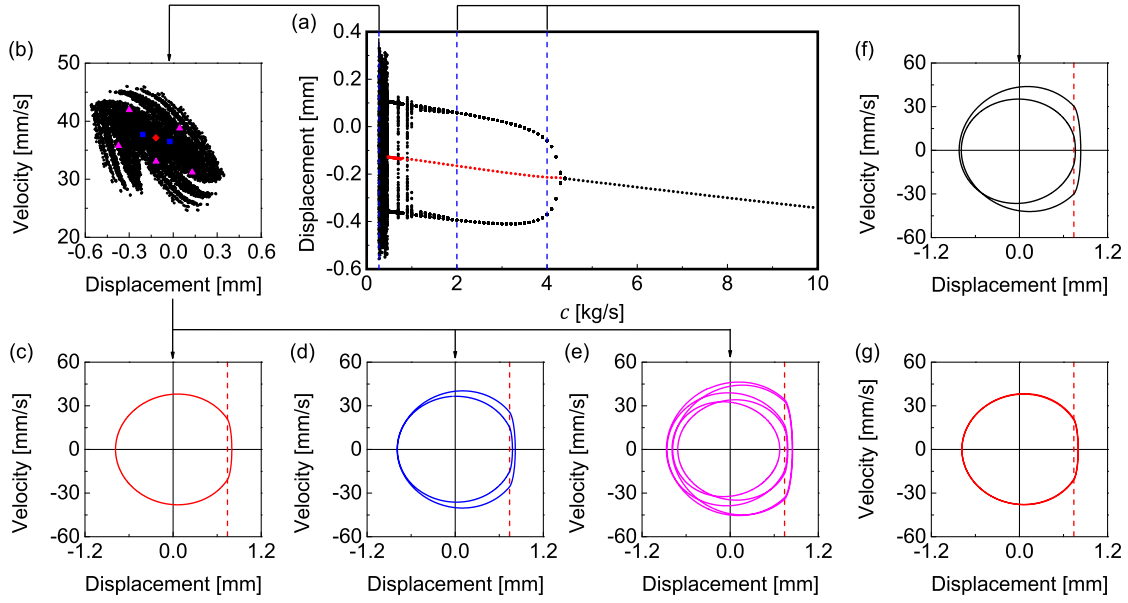 (b)
50
40
30
20
Velocity [mm/s]
-0.6 -0.3 0.0 0.3 0.6
Displacement [mm]
(a)
0.4
0.2
0.0
-0.2
-0.4
-0.6
Displacement [mm]
0 2 4 6 8 10
c [kg/s]
(f)
60
30
0
-30
-60
Velocity [mm/s]
-1.2 0.0 1.2
Displacement [mm]
(c)
60
30
0
-30
-60
Velocity [mm/s]
-1.2 0.0 1.2
Displacement [mm]
(d)
60
30
0
-30
-60
Velocity [mm/s]
-1.2 0.0 1.2
Displacement [mm]
(e)
60
30
0
-30
-60
Velocity [mm/s]
-1.2 0.0 1.2
Displacement [mm]
(g)
60
30
0
-30
-60
Velocity [mm/s]
-1.2 0.0 1.2
Displacement [mm]